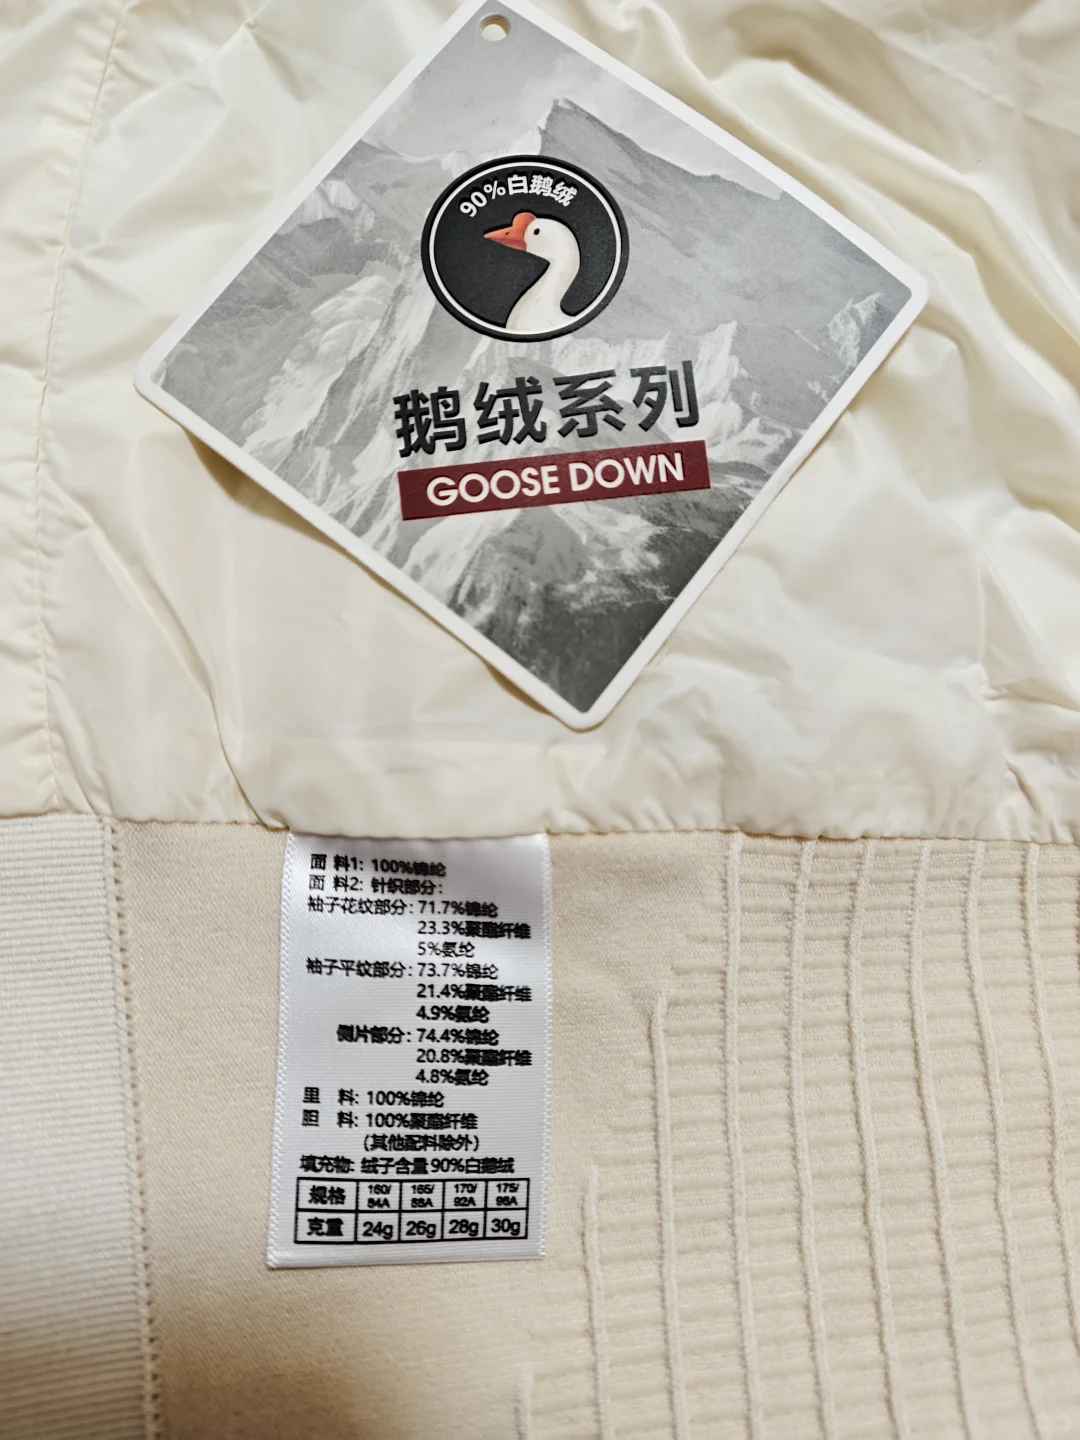 90%白鹅绒
鹅绒系列
GOOSE DOWN
面 料1: 100%锦纶
面 料2: 针织部分:
袖子花纹部分: 71.7%锦纶
23.3%聚酯纤维
5%氨纶
袖子平纹部分: 73.7%锦纶
21.4%聚酯纤维
4.9%氨纶
侧片部分: 74.4%锦纶
20.8%聚酯纤维
4.8%氨纶
里 料: 100%锦纶
胆 料: 100%聚酯纤维
(其他配料除外)
填充物: 绒子含量90%白鹅绒
规格 160/84A 165/88A 170/92A 175/96A
克重 24g 26g 28g 30g